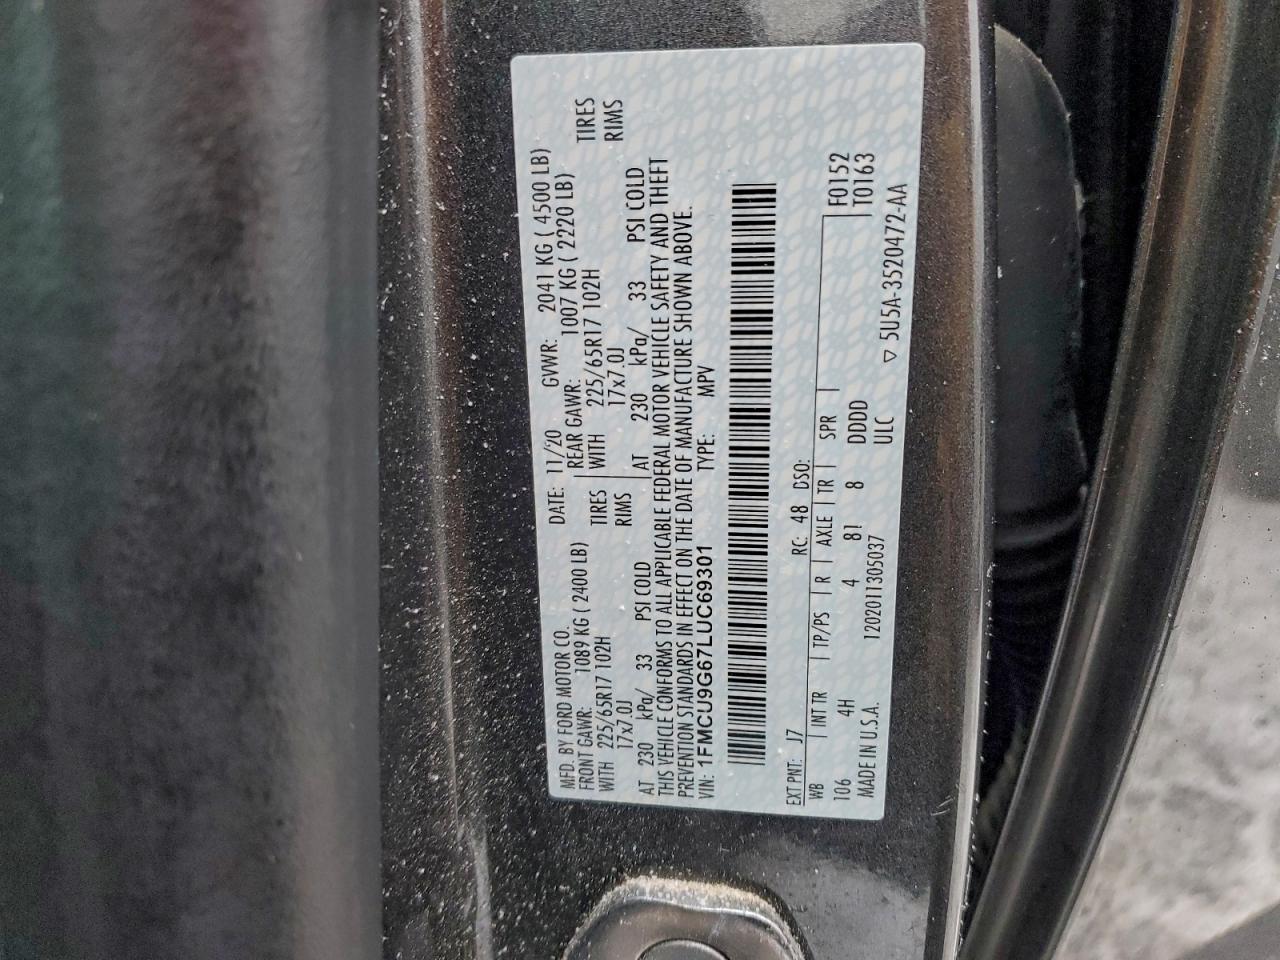 MFD. BY FORD MOTOR CO. DATE: 11/20 GVWR: 2041 KG ( 4500 LB)
FRONT GAWR: 1089 KG ( 2400 LB) REAR GAWR: 1007 KG ( 2220 LB)
WITH 225/65R17 102H TIRES WITH 225/65R17 102H TIRES
17x7.0J RIMS 17x7.0J RIMS
AT 230 kPa/ 33 PSI COLD AT 230 kPa/ 33 PSI COLD
THIS VEHICLE CONFORMS TO ALL APPLICABLE FEDERAL MOTOR VEHICLE SAFETY AND THEFT
PREVENTION STANDARDS IN EFFECT ON THE DATE OF MANUFACTURE SHOWN ABOVE.
VIN: 1FMCU9G67LUC69301 TYPE: MPV
EXT PNT: J7 RC: 48 DSO:
WB | INT TR | TP/PS | R | AXLE | TR | SPR | F0152
106 4H 4 81 8 DDDD T0163
MADE IN U.S.A. 1202011305037 ULC
▽ 5U5A-3520472-AA